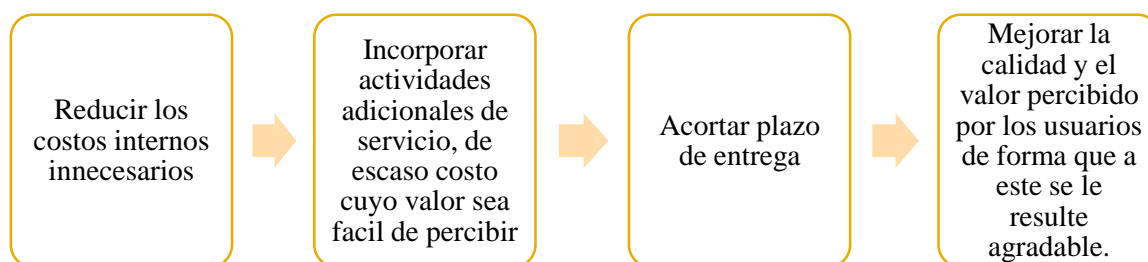 Reducir los
costos internos
innecesarios
Incorporar
actividades
adicionales de
servicio, de
escaso costo
cuyo valor sea
facil de percibir
Acortar plazo
de entrega
Mejorar la
calidad y el
valor percibido
por los usuarios
de forma que a
este se le
resulte
agradable.